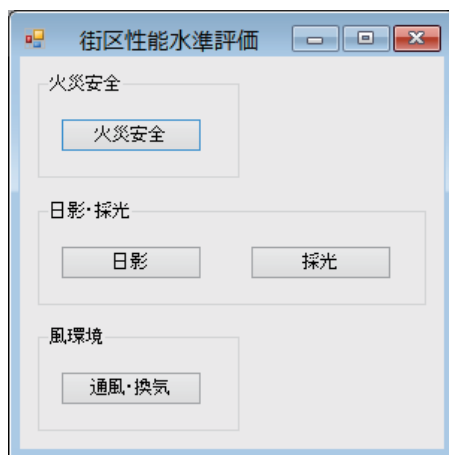 街区性能水準評価
火災安全
火災安全
日影・採光
日影 採光
風環境
通風・換気